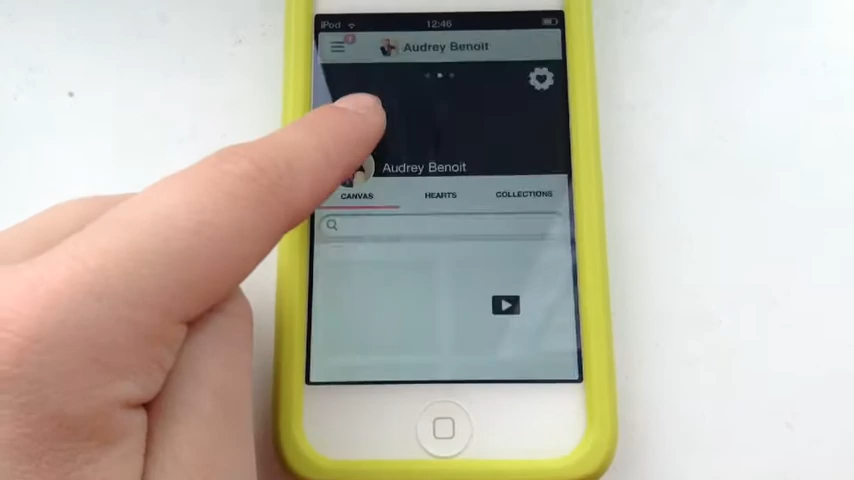 iPod 12:46
Audrey Benoit
Audrey Benoit
CANVAS HEARTS COLLECTIONS